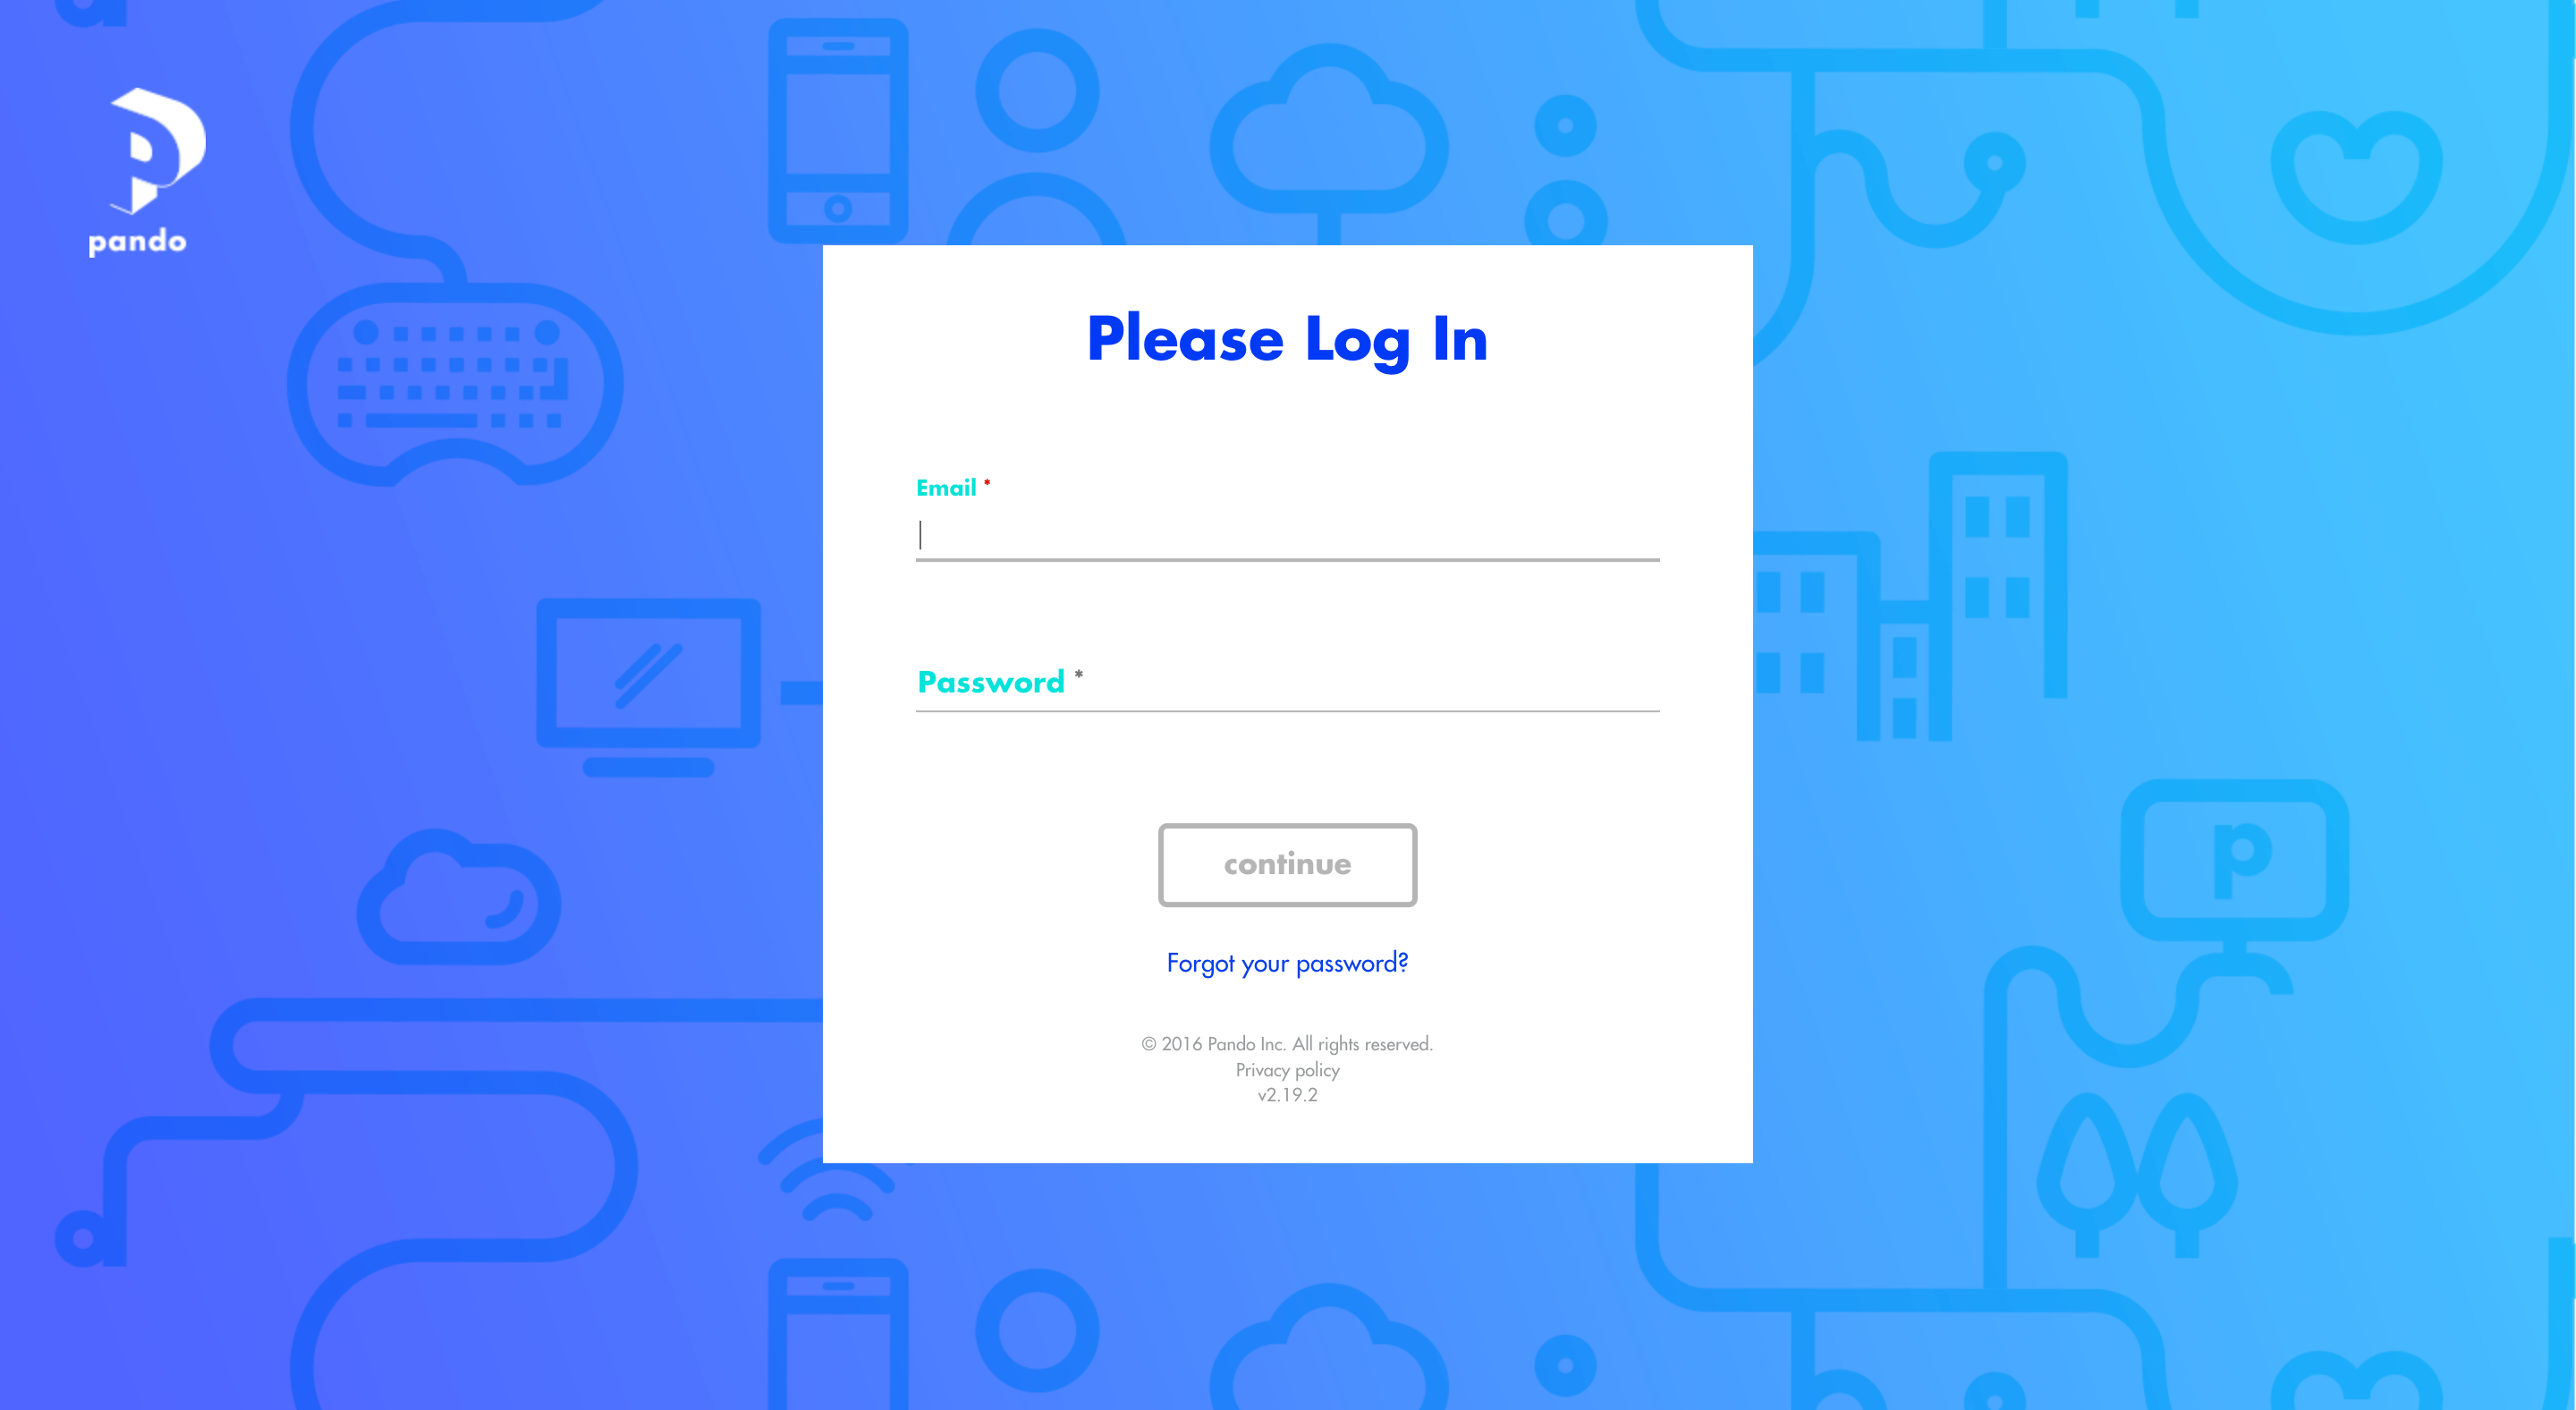 pando
Please Log In
Email *
Password *
continue
Forgot your password?
© 2016 Pando Inc. All rights reserved.
Privacy policy
v2.19.2
p